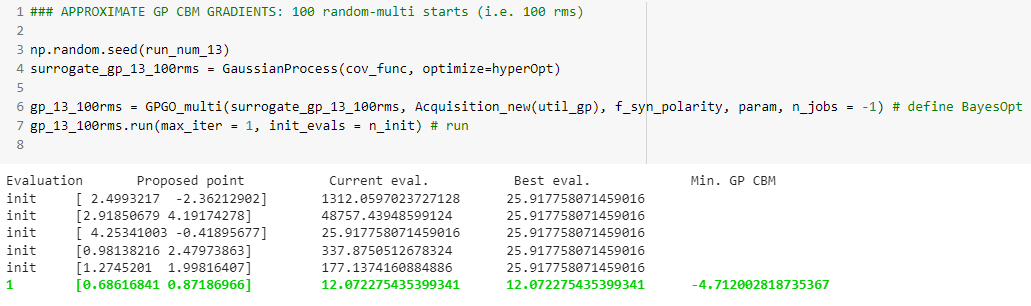 1 ### APPROXIMATE GP CBM GRADIENTS: 100 random-multi starts (i.e. 100 rms)
2
3 np.random.seed(run_num_13)
4 surrogate_gp_13_100rms = GaussianProcess(cov_func, optimize=hyperOpt)
5
6 gp_13_100rms = GPGO_multi(surrogate_gp_13_100rms, Acquisition_new(util_gp), f_syn_polarity, param, n_jobs = -1) # define BayesOpt
7 gp_13_100rms.run(max_iter = 1, init_evals = n_init) # run
8
Evaluation Proposed point Current eval. Best eval. Min. GP CBM
init [ 2.4993217 -2.36212902] 1312.0597023727128 25.917758071459016
init [2.91850679 4.19174278] 48757.43948599124 25.917758071459016
init [ 4.25341003 -0.41895677] 25.917758071459016 25.917758071459016
init [0.98138216 2.47973863] 337.8750512678324 25.917758071459016
init [1.2745201 1.99816407] 177.1374160884886 25.917758071459016
1 [0.68616841 0.87186966] 12.072275435399341 12.072275435399341 -4.712002818735367